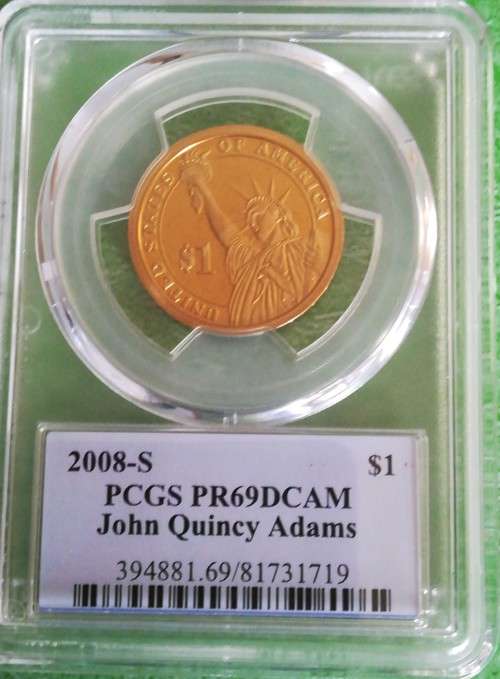 UNITED STATES OF AMERICA
$1
2008-S $1
PCGS PR69DCAM
John Quincy Adams
394881.69/81731719